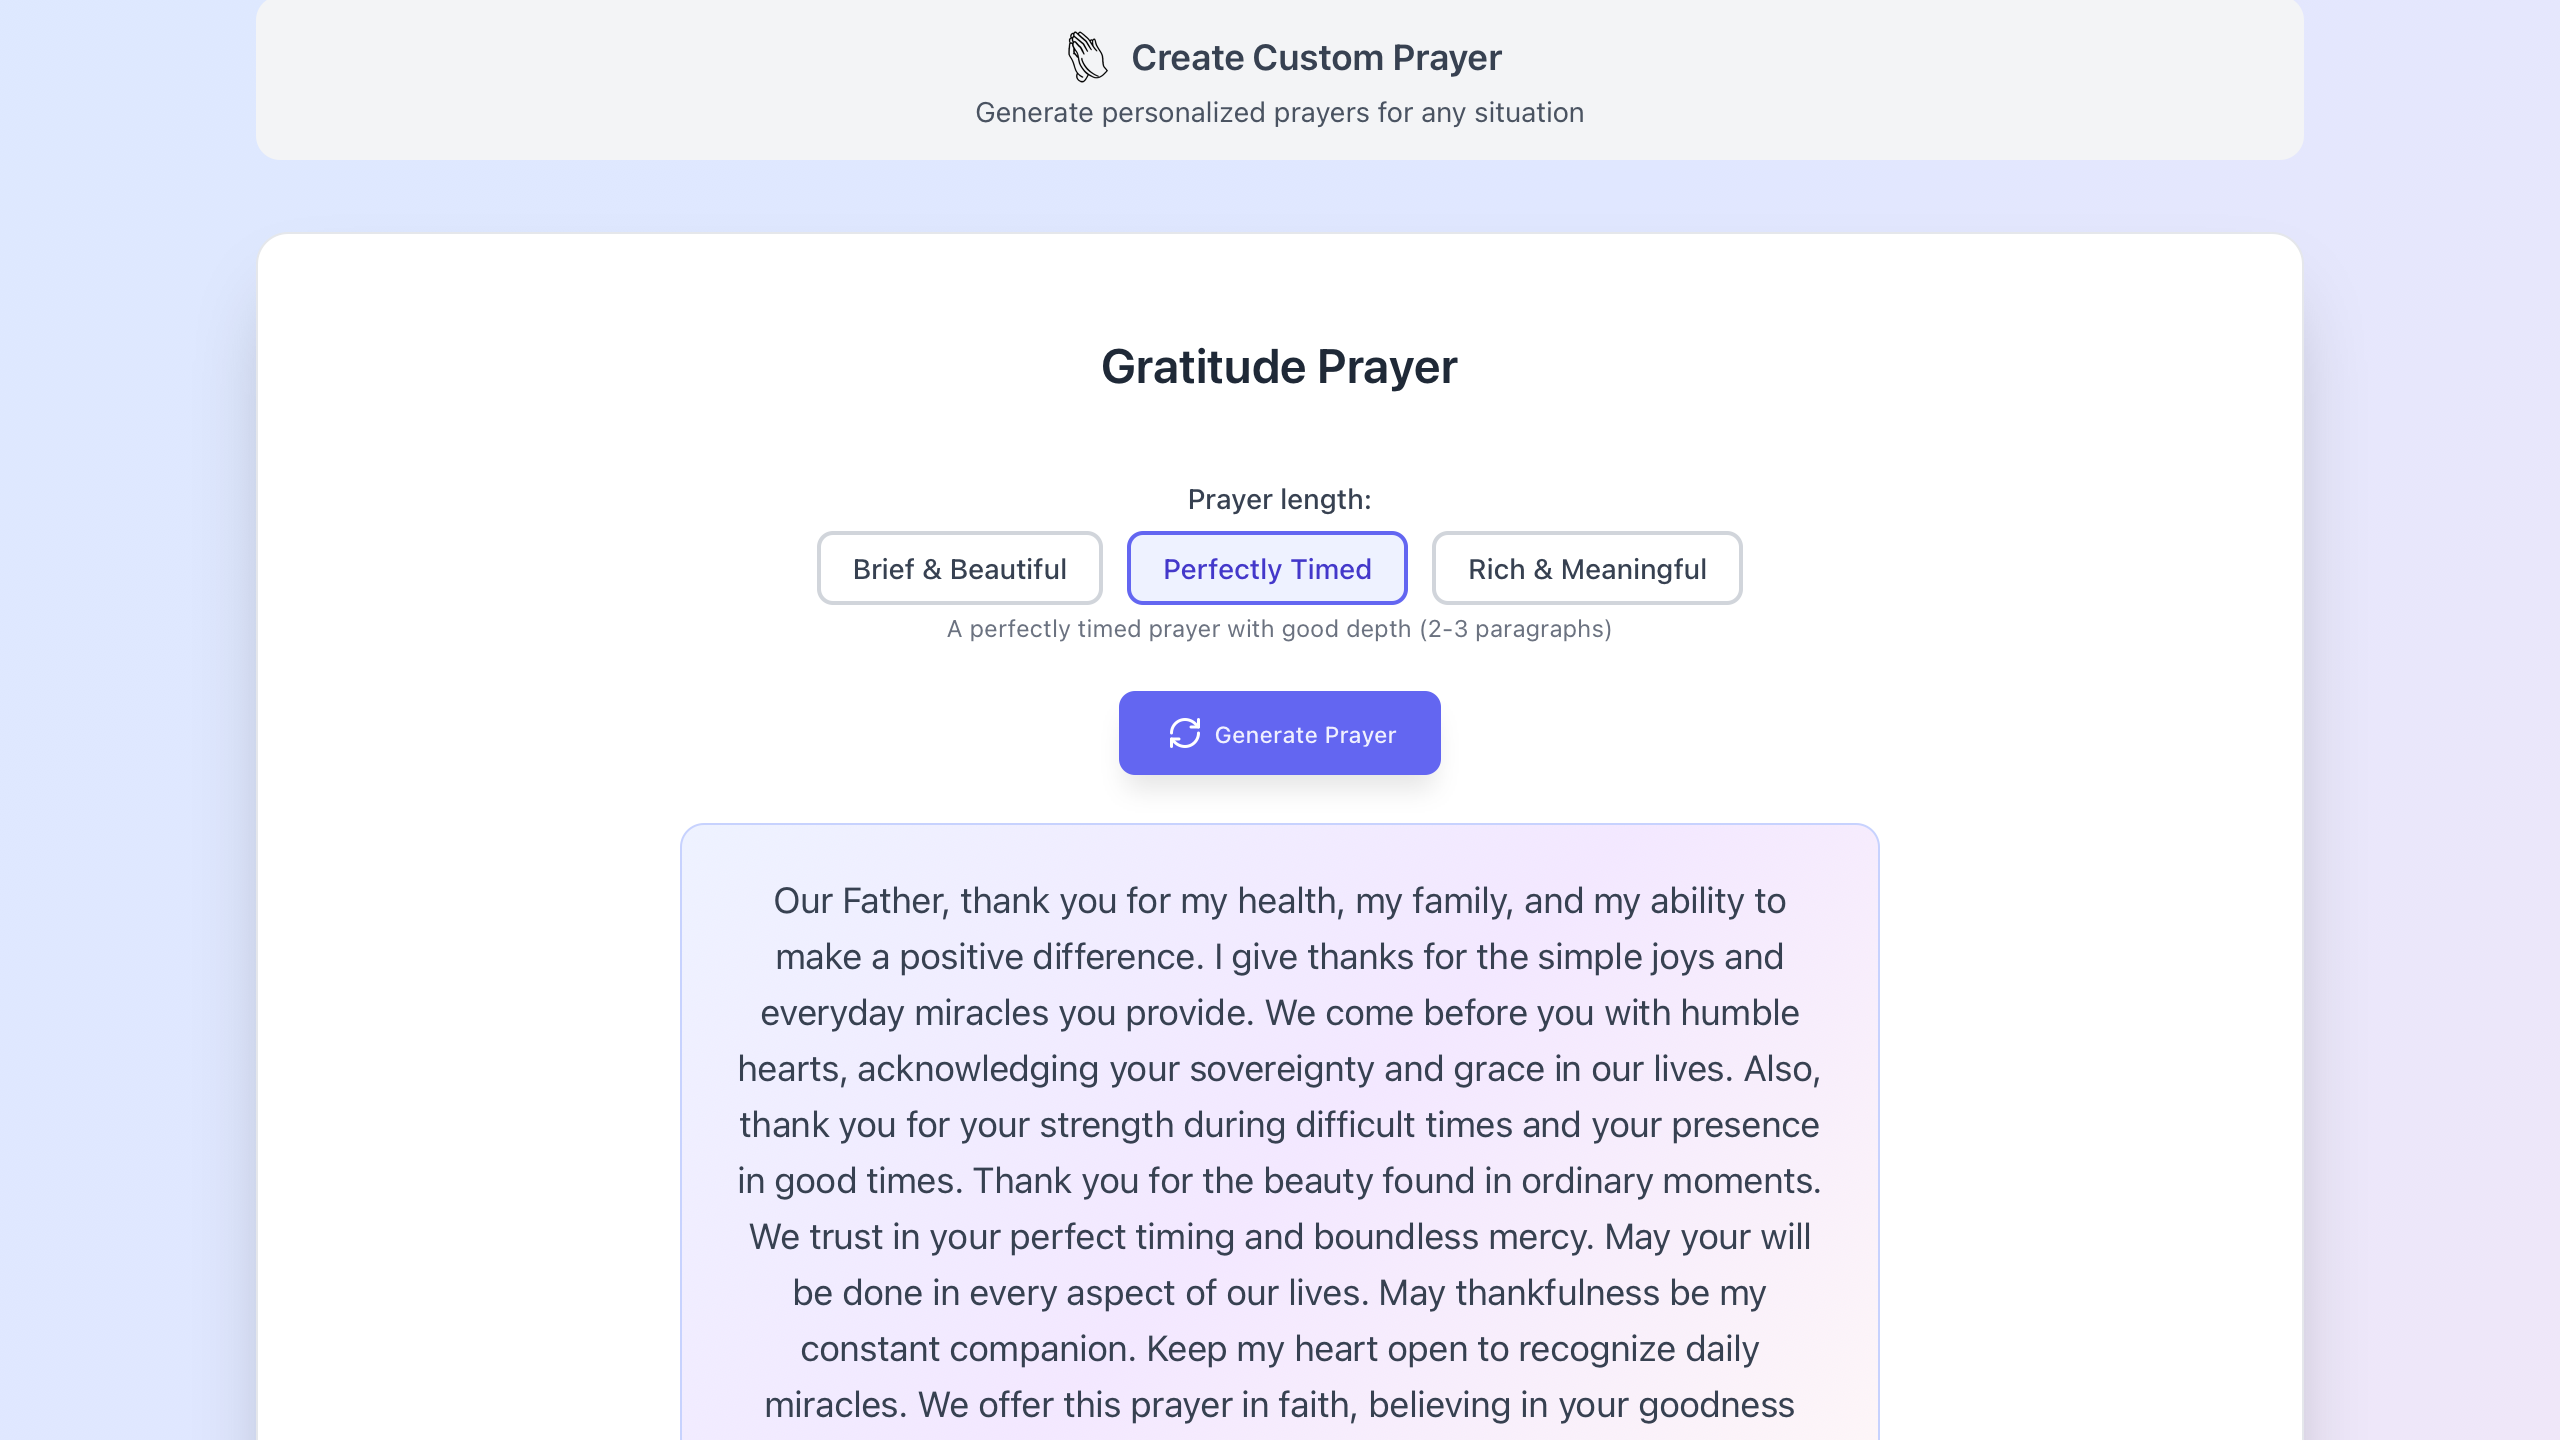 Create Custom Prayer
Generate personalized prayers for any situation
Gratitude Prayer
Prayer length:
Brief & Beautiful
Perfectly Timed
Rich & Meaningful
A perfectly timed prayer with good depth (2-3 paragraphs)
Generate Prayer
Our Father, thank you for my health, my family, and my ability to
make a positive difference. I give thanks for the simple joys and
everyday miracles you provide. We come before you with humble
hearts, acknowledging your sovereignty and grace in our lives. Also,
thank you for your strength during difficult times and your presence
in good times. Thank you for the beauty found in ordinary moments.
We trust in your perfect timing and boundless mercy. May your will
be done in every aspect of our lives. May thankfulness be my
constant companion. Keep my heart open to recognize daily
miracles. We offer this prayer in faith, believing in your goodness